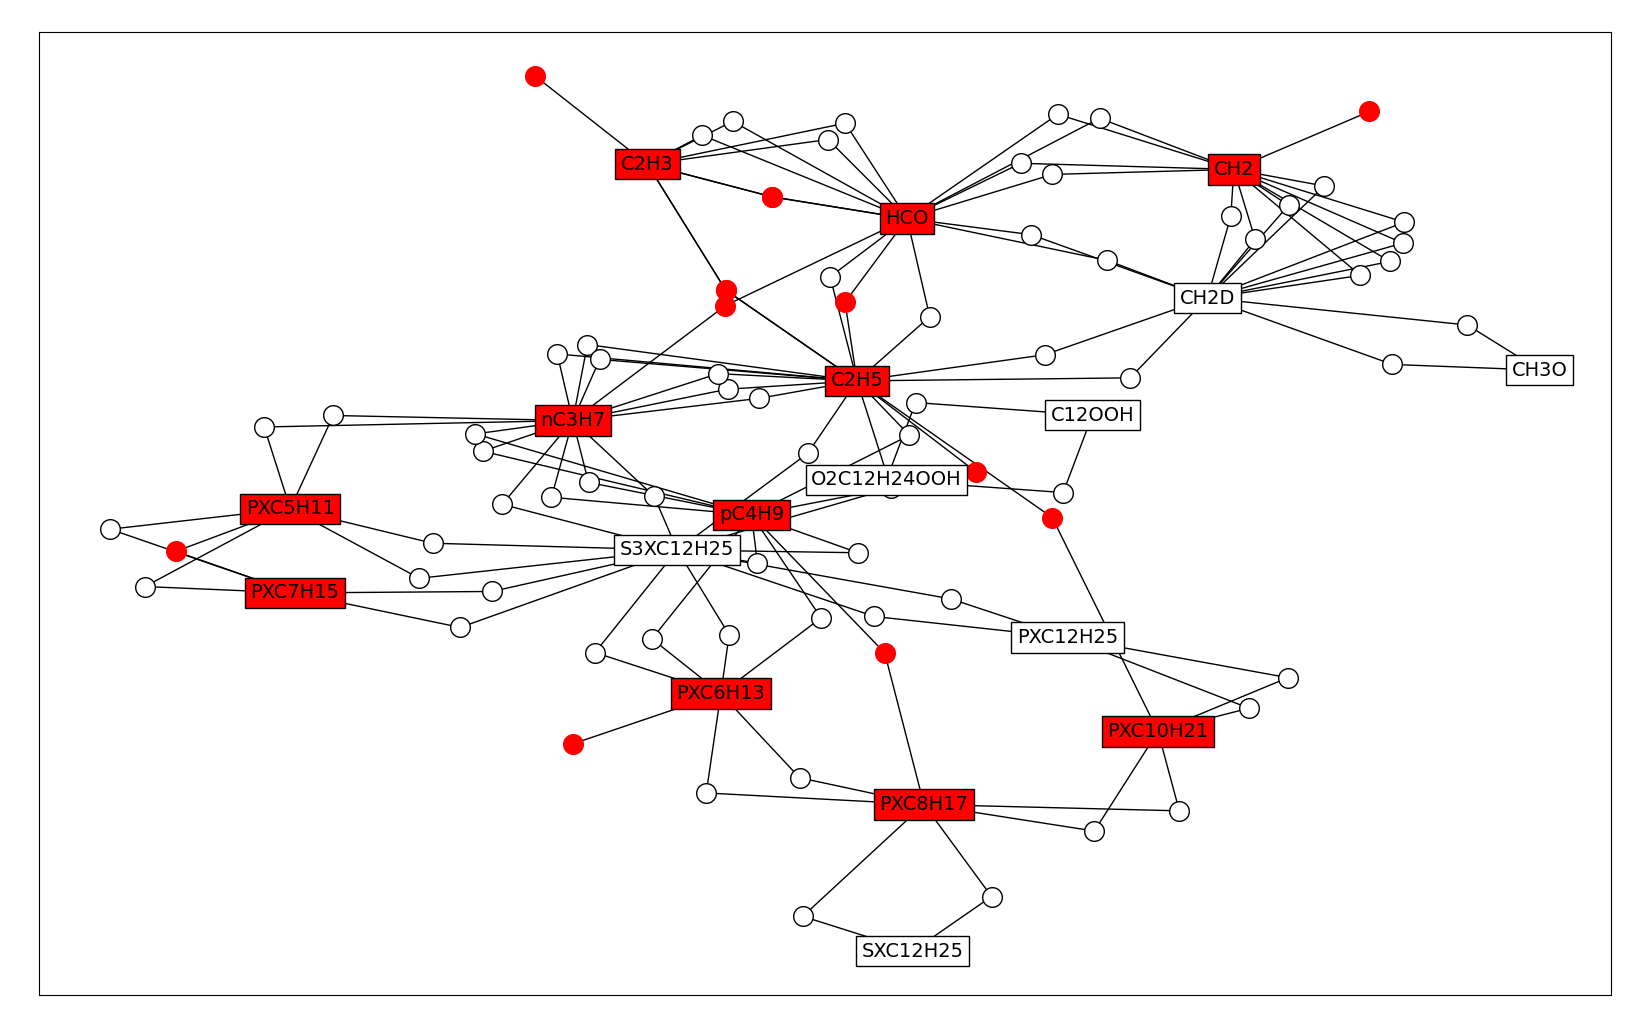 C2H3
CH2
HCO
CH2D
CH3O
C2H5
C12OOH
nC3H7
O2C12H24OOH
PXC5H11
pC4H9
S3XC12H25
PXC7H15
PXC12H25
PXC6H13
PXC10H21
PXC8H17
SXC12H25